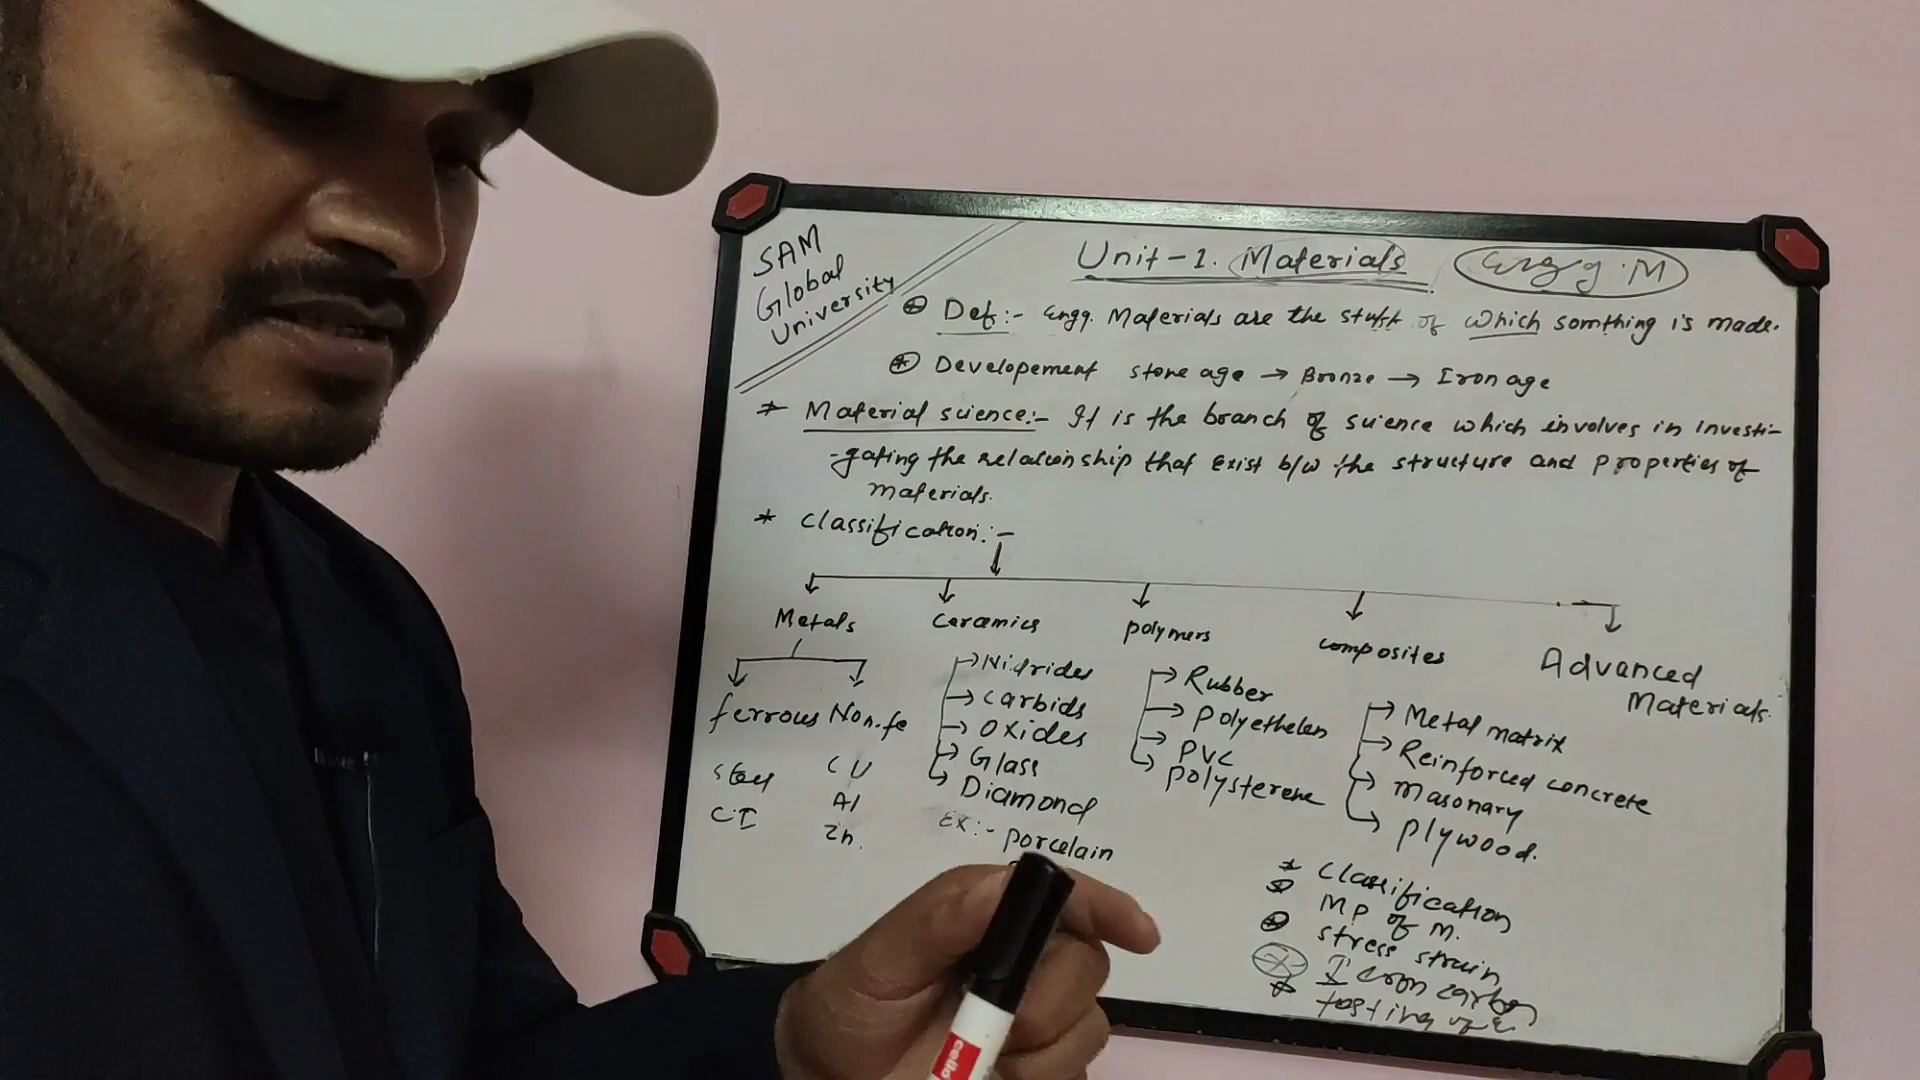 SAM
Global
University
Unit-1. Materials
Engg.M
Def:- Engg. Materials are the stuff of which somthing is made.
Developement stone age → Bronze → Iron age
* Material science:- It is the branch of science which involves in investi-
-gating the relationship that exist b/w the structure and properties of
materials.
* Classification:-
Metals Ceramics polymers composites Advanced
Materials.
ferrous Non.fe
CU
CI Al
Zn.
→Nidrides
→ carbids
→ Oxides
→ Glass
→ Diamond
Ex:- porcelain
→ Rubber
→ polyethelen
→ PVC
→ polysterene
→ Metal matrix
→ Reinforced concrete
→ masonary
→ plywood.
* Classification
MP of M.
stress strain
carbon
testing of
cello